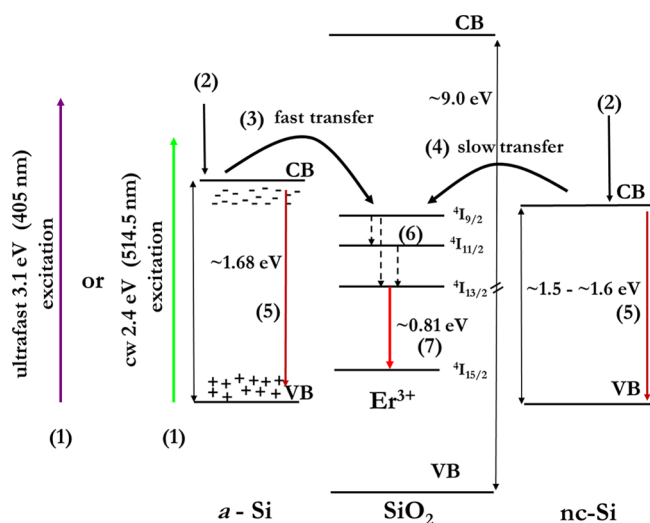 CB
(2)
~9.0 eV
(2)
(3) fast transfer
(4) slow transfer
CB
CB
⁴I₉/₂
(6)
⁴I₁₁/₂
~1.68 eV
⁴I₁₃/₂
~1.5 - ~1.6 eV
(5)
(5)
~0.81 eV
(7)
⁴I₁₅/₂
VB
VB
Er³⁺
ultrafast 3.1 eV (405 nm)
excitation
or
cw 2.4 eV (514.5 nm)
excitation
(1)
(1)
VB
a - Si
SiO₂
nc-Si
- - - - - - - - - - - -
+ + + + + + + + + +